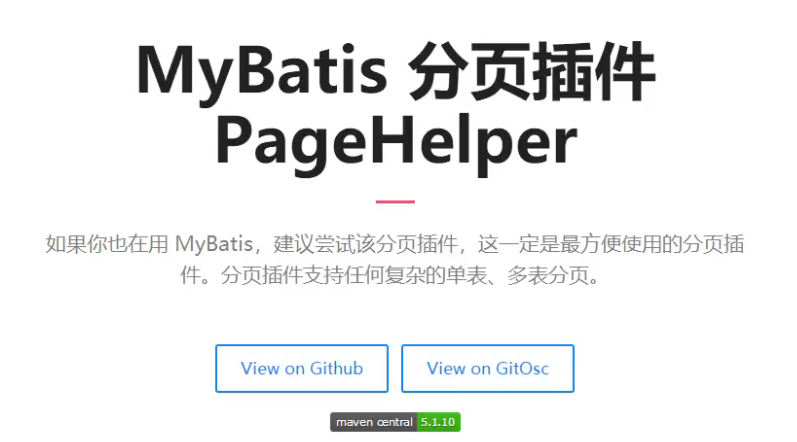 MyBatis 分页插件
PageHelper
如果你也在用 MyBatis，建议尝试该分页插件，这一定是最方便使用的分页插
件。分页插件支持任何复杂的单表、多表分页。
View on Github View on GitOsc
maven central 5.1.10